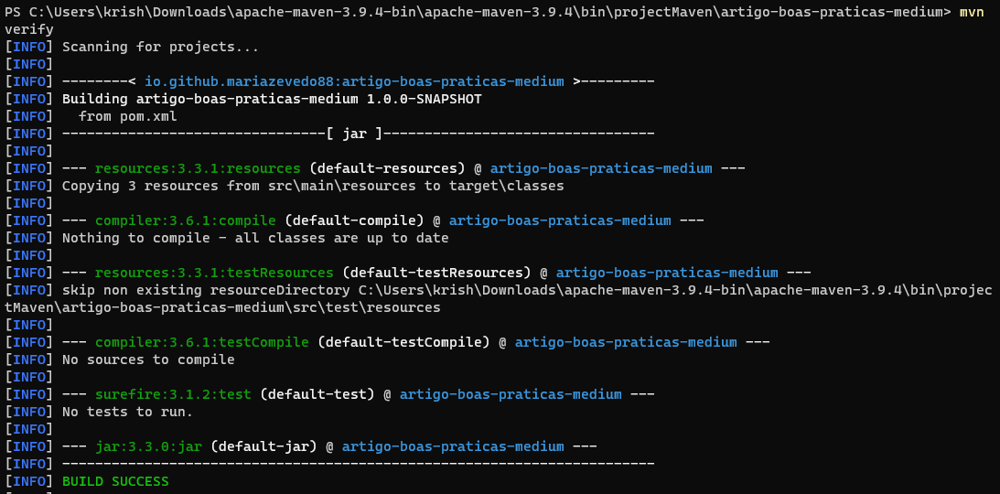 PS C:\Users\krish\Downloads\apache-maven-3.9.4-bin\apache-maven-3.9.4\bin\projectMaven\artigo-boas-praticas-medium> mvn
verify
[INFO] Scanning for projects...
[INFO]
[INFO] --------< io.github.mariazevedo88:artigo-boas-praticas-medium >---------
[INFO] Building artigo-boas-praticas-medium 1.0.0-SNAPSHOT
[INFO]   from pom.xml
[INFO] --------------------------------[ jar ]---------------------------------
[INFO]
[INFO] --- resources:3.3.1:resources (default-resources) @ artigo-boas-praticas-medium ---
[INFO] Copying 3 resources from src\main\resources to target\classes
[INFO]
[INFO] --- compiler:3.6.1:compile (default-compile) @ artigo-boas-praticas-medium ---
[INFO] Nothing to compile - all classes are up to date
[INFO]
[INFO] --- resources:3.3.1:testResources (default-testResources) @ artigo-boas-praticas-medium ---
[INFO] skip non existing resourceDirectory C:\Users\krish\Downloads\apache-maven-3.9.4-bin\apache-maven-3.9.4\bin\projec
tMaven\artigo-boas-praticas-medium\src\test\resources
[INFO]
[INFO] --- compiler:3.6.1:testCompile (default-testCompile) @ artigo-boas-praticas-medium ---
[INFO] No sources to compile
[INFO]
[INFO] --- surefire:3.1.2:test (default-test) @ artigo-boas-praticas-medium ---
[INFO] No tests to run.
[INFO]
[INFO] --- jar:3.3.0:jar (default-jar) @ artigo-boas-praticas-medium ---
[INFO] ------------------------------------------------------------------------
[INFO] BUILD SUCCESS